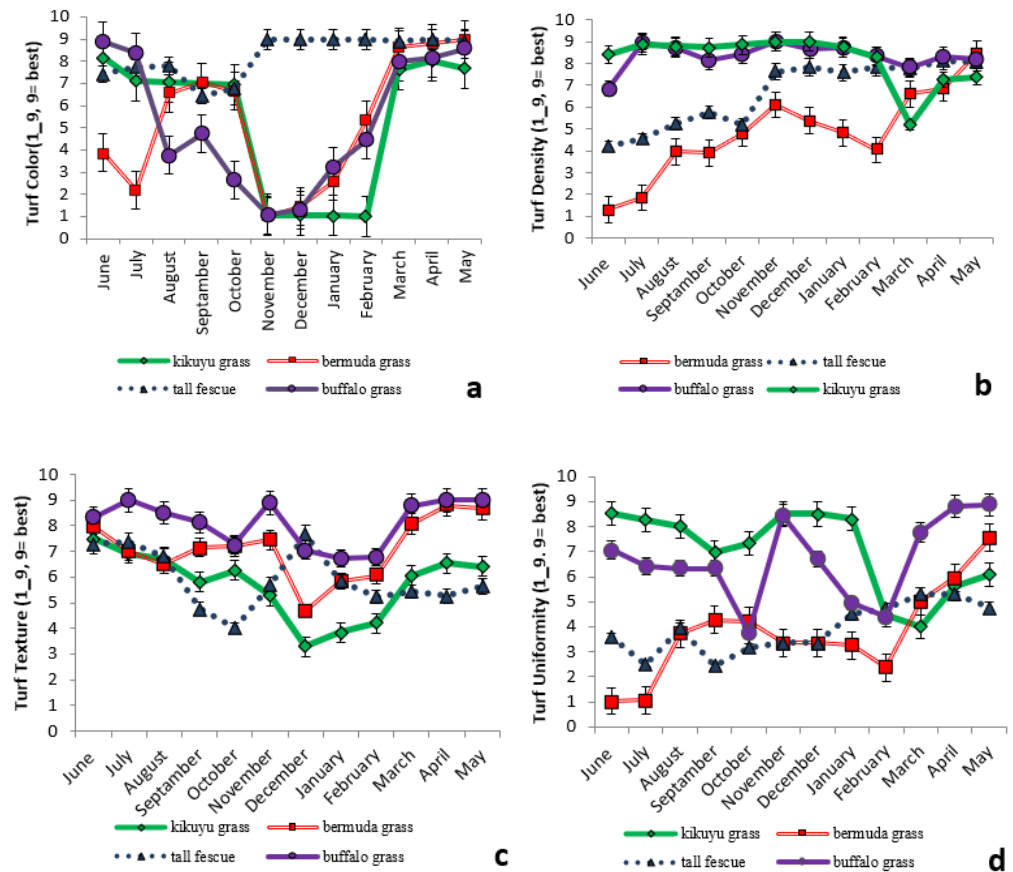 Turf Color(1_9, 9= best)
10
9
8
7
6
5
4
3
2
1
0
June
July
August
Septamber
October
November
December
January
February
March
April
May
kikuyu grass
bermuda grass
tall fescue
buffalo grass
a
Turf Density (1_9, 9= best)
10
9
8
7
6
5
4
3
2
1
0
June
July
August
Septamber
October
November
December
January
February
March
April
May
bermuda grass
tall fescue
buffalo grass
kikuyu grass
b
Turf Texture (1_9, 9= best)
10
9
8
7
6
5
4
3
2
1
0
June
July
August
Septamber
October
November
December
January
February
March
April
May
kikuyu grass
bermuda grass
tall fescue
buffalo grass
c
Turf Uniformity (1_9, 9= best)
10
9
8
7
6
5
4
3
2
1
0
June
July
August
Septamber
October
November
December
January
February
March
April
May
kikuyu grass
bermuda grass
tall fescue
buffalo grass
d